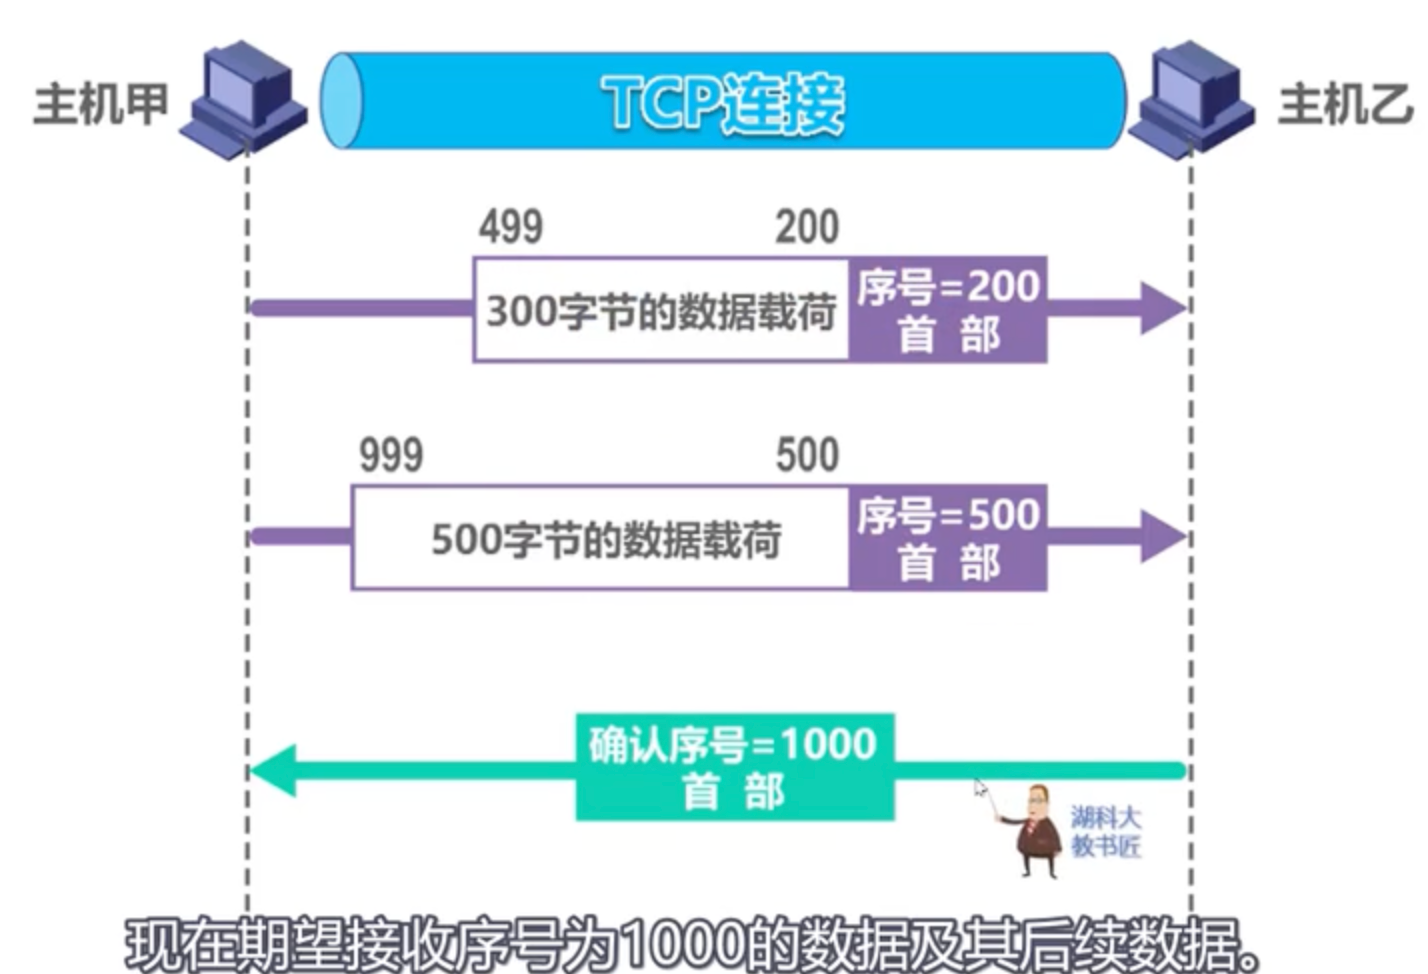 主机甲
TCP连接
主机乙
499
200
300字节的数据载荷
序号=200
首 部
999
500
500字节的数据载荷
序号=500
首 部
确认序号=1000
首 部
湖科大
教书匠
现在期望接收序号为1000的数据及其后续数据。